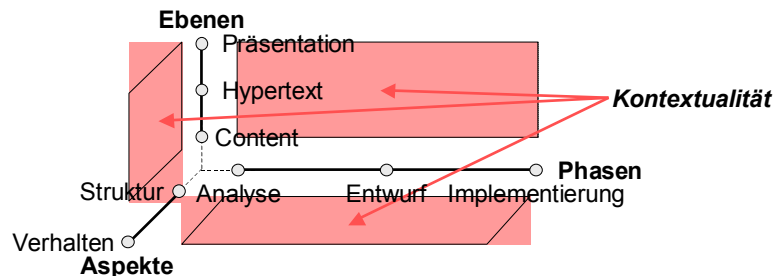 Ebenen
Präsentation
Hypertext
Kontextualität
Content
Phasen
Struktur Analyse Entwurf Implementierung
Verhalten
Aspekte